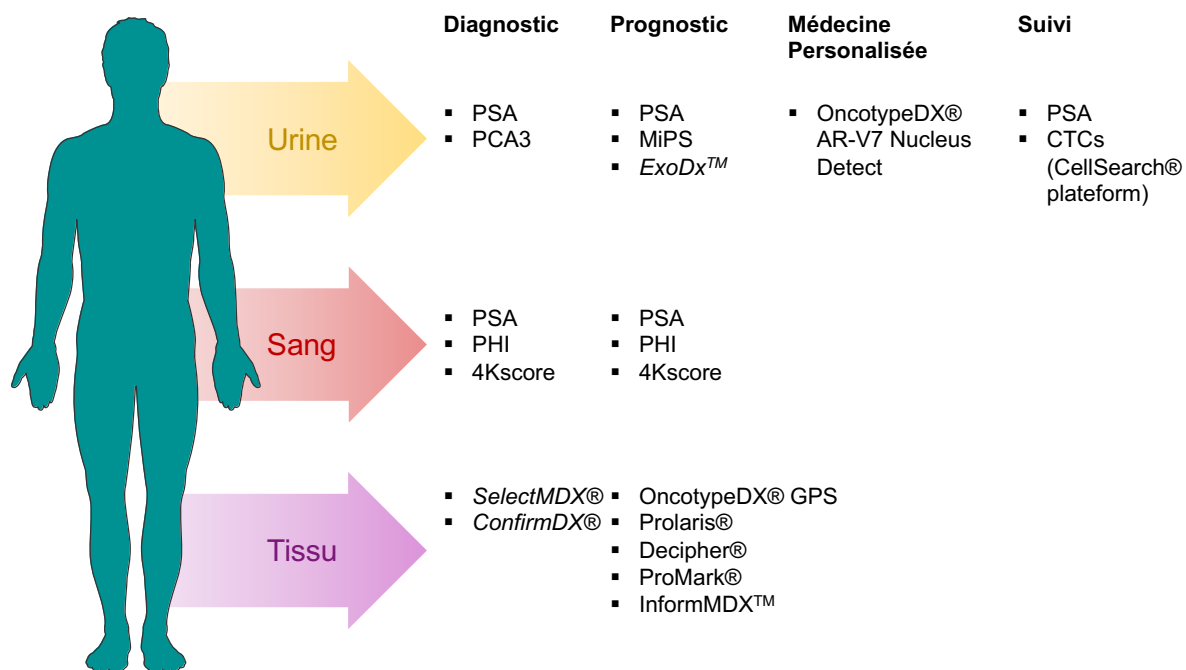 Diagnostic
Prognostic
Médecine
Personalisée
Suivi
Urine
▪ PSA
▪ PCA3
▪ PSA
▪ MiPS
▪ ExoDx™
▪ OncotypeDX®
AR-V7 Nucleus
Detect
▪ PSA
▪ CTCs
(CellSearch®
plateform)
Sang
▪ PSA
▪ PHI
▪ 4Kscore
▪ PSA
▪ PHI
▪ 4Kscore
Tissu
▪ SelectMDX®
▪ ConfirmDX®
▪ OncotypeDX® GPS
▪ Prolaris®
▪ Decipher®
▪ ProMark®
▪ InformMDX™